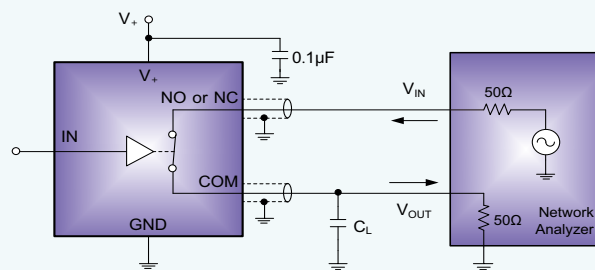 V+
0.1µF
V+
NO or NC
VIN
50Ω
IN
COM
VOUT
50Ω
GND
CL
Network
Analyzer